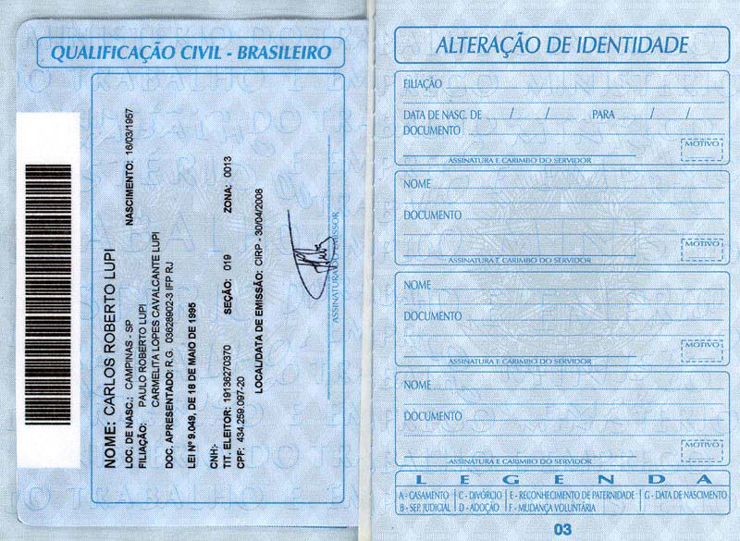 QUALIFICAÇÃO CIVIL - BRASILEIRO
NOME: CARLOS ROBERTO LUPI
LOC. DE NASC.: CAMPINAS - SP NASCIMENTO: 16/03/1957
FILIAÇÃO: PAULO ROBERTO LUPI
CARMELITA LOPES CAVALCANTE LUPI
DOC. APRESENTADO: R.G. 03626902-3 IFP RJ
LEI Nº 9.049, DE 18 DE MAIO DE 1995
CNH:-
TIT. ELEITOR: 19136270370 SEÇÃO: 019 ZONA: 0013
CPF: 434.259.097-20
LOCAL/DATA DE EMISSÃO: CIRP - 30/04/2008
ASSINATURA DO EMISSOR
ALTERAÇÃO DE IDENTIDADE
FILIAÇÃO
DATA DE NASC. DE / / PARA / /
DOCUMENTO
MOTIVO
ASSINATURA E CARIMBO DO SERVIDOR
NOME
DOCUMENTO
MOTIVO
ASSINATURA E CARIMBO DO SERVIDOR
NOME
DOCUMENTO
MOTIVO
ASSINATURA E CARIMBO DO SERVIDOR
NOME
DOCUMENTO
MOTIVO
ASSINATURA E CARIMBO DO SERVIDOR
LEGENDA
A - CASAMENTO C - DIVÓRCIO E - RECONHECIMENTO DE PATERNIDADE G - DATA DE NASCIMENTO
B - SEP. JUDICIAL D - ADOÇÃO F - MUDANÇA VOLUNTÁRIA
03